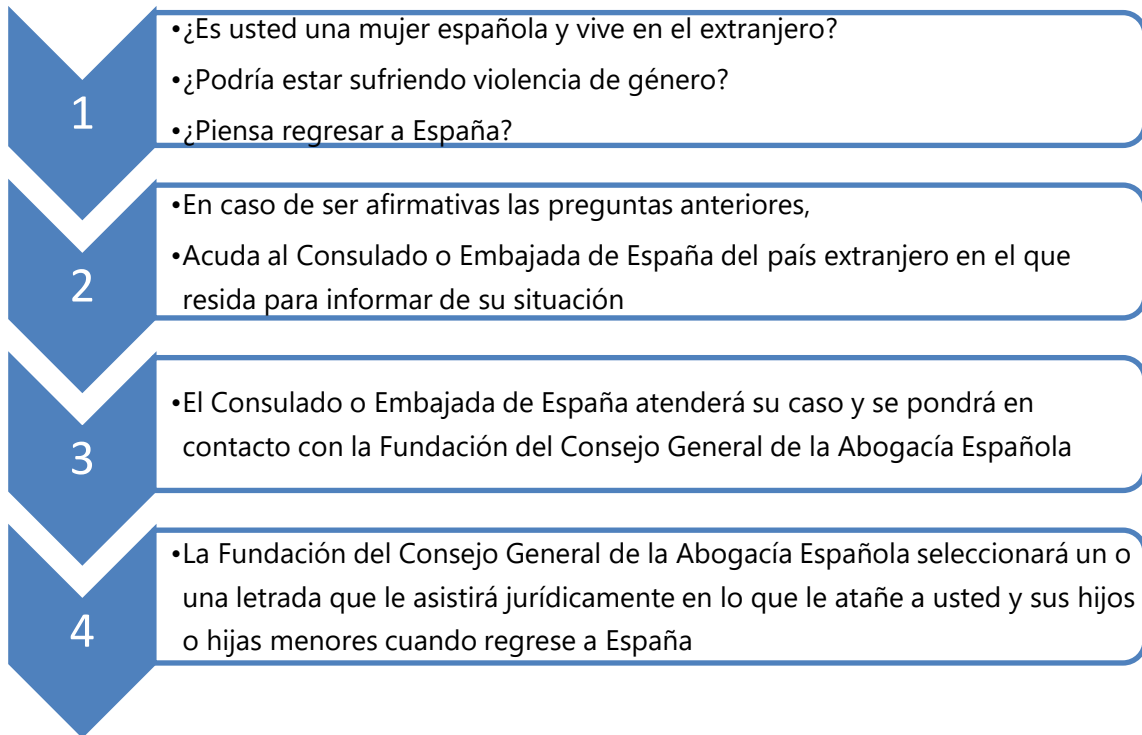 1
•¿Es usted una mujer española y vive en el extranjero?
•¿Podría estar sufriendo violencia de género?
•¿Piensa regresar a España?
2
•En caso de ser afirmativas las preguntas anteriores,
•Acuda al Consulado o Embajada de España del país extranjero en el que
resida para informar de su situación
3
•El Consulado o Embajada de España atenderá su caso y se pondrá en
contacto con la Fundación del Consejo General de la Abogacía Española
4
•La Fundación del Consejo General de la Abogacía Española seleccionará un o
una letrada que le asistirá jurídicamente en lo que le atañe a usted y sus hijos
o hijas menores cuando regrese a España